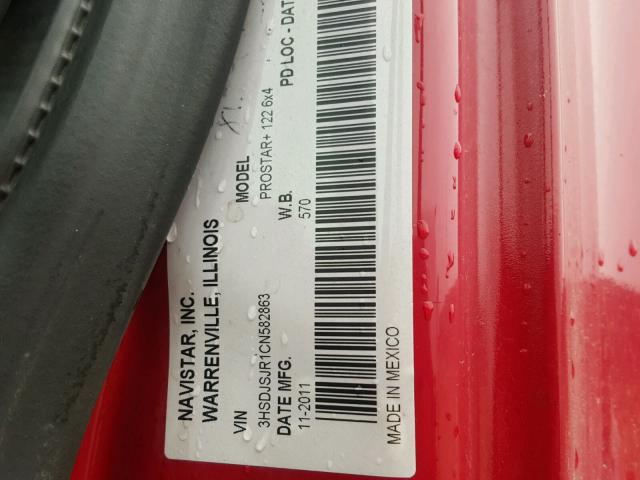 NAVISTAR, INC.
WARRENVILLE, ILLINOIS
VIN MODEL
3HSDJSJR1CN582863 PROSTAR+ 122 6x4
DATE MFG. W.B. PD LOC - DAT
11-2011 570
MADE IN MEXICO